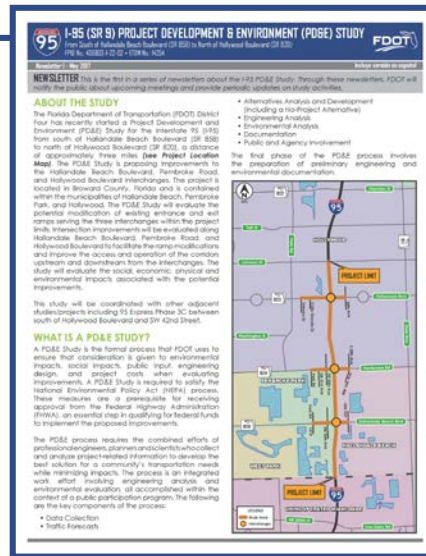 I-95 (SR 9) PROJECT DEVELOPMENT & ENVIRONMENT (PD&E) STUDY
From South of Hallandale Beach Boulevard (SR 858) to North of Hollywood Boulevard (SR 820)
95
FDOT
Newsletter 1 - May 2017
Incluye versión en español
NEWSLETTER This is the first in a series of newsletters about the I-95 PD&E Study. Through these newsletters, FDOT will
notify the public about upcoming meetings and provide periodic updates on study activities.
ABOUT THE STUDY
The Florida Department of Transportation (FDOT) District
Four has recently started a Project Development and
Environment (PD&E) Study for the Interstate 95 (I-95)
from south of Hallandale Beach Boulevard (SR 858)
to north of Hollywood Boulevard (SR 820), a distance
of approximately three miles (see Project Location
Map). The PD&E Study is proposing improvements to
the Hallandale Beach Boulevard, Pembroke Road,
and Hollywood Boulevard interchanges. The project is
located in Broward County, Florida and is contained
within the municipalities of Hallandale Beach, Pembroke
Park, and Hollywood. The PD&E Study will evaluate the
potential modification of existing entrance and exit
ramps serving the three interchanges within the project
limits. Intersection improvements will be evaluated along
Hallandale Beach Boulevard, Pembroke Road, and
Hollywood Boulevard to facilitate the ramp modifications
and improve the access and operation of the corridors
upstream and downstream from the interchanges. The
study will evaluate the social, economic, physical and
environmental impacts associated with the potential
improvements.
This study will be coordinated with other adjacent
studies/projects including 95 Express Phase 3C between
south of Hollywood Boulevard and SW 42nd Street.
WHAT IS A PD&E STUDY?
A PD&E Study is the formal process that FDOT uses to
ensure that consideration is given to environmental
impacts, social impacts, public input, engineering
design, and project costs when evaluating
improvements. A PD&E Study is required to satisfy the
National Environmental Policy Act (NEPA) process.
These measures are a prerequisite for receiving
approval from the Federal Highway Administration
(FHWA), an essential step in qualifying for federal funds
to implement the proposed improvements.
The PD&E process requires the combined efforts of
professional engineers, planners and scientists who collect
and analyze project-related information to develop the
best solution for a community's transportation needs
while minimizing impacts. The process is an integrated
work effort involving engineering analysis and
environmental evaluation, all accomplished within the
context of a public participation program. The following
are the key components of the process:
• Data Collection
• Traffic Forecasts
• Alternatives Analysis and Development
(including a No-Project Alternative)
• Engineering Analysis
• Environmental Analysis
• Documentation
• Public and Agency Involvement
The final phase of the PD&E process involves
the preparation of preliminary engineering and
environmental documentation.
95
HOLLYWOOD
PROJECT LIMIT
PEMBROKE PARK
WEST PARK
HALLANDALE BEACH
PROJECT LIMIT
95
LEGEND
Study Area
Interchanges